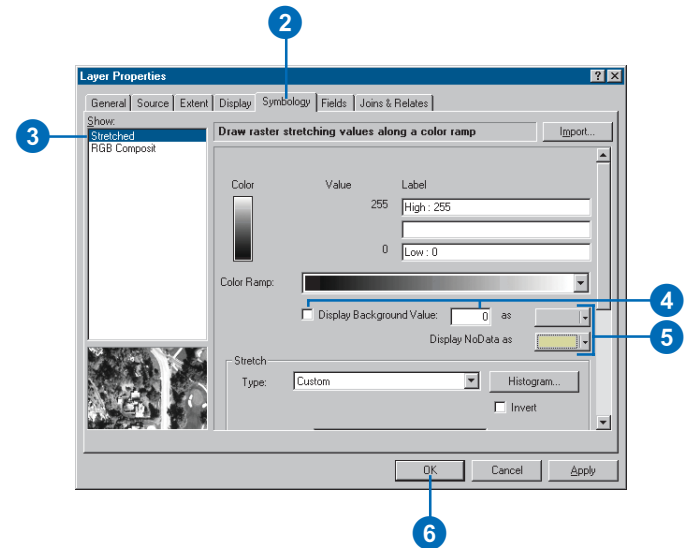 2
Layer Properties
General Source Extent Display Symbology Fields Joins & Relates
Show:
3
Stretched
RGB Composit
Draw raster stretching values along a color ramp
Import...
Color Value Label
255 High : 255
0 Low : 0
Color Ramp:
Display Background Value: 0 as
4
Display NoData as
5
Stretch
Type: Custom
Histogram...
Invert
OK Cancel Apply
6